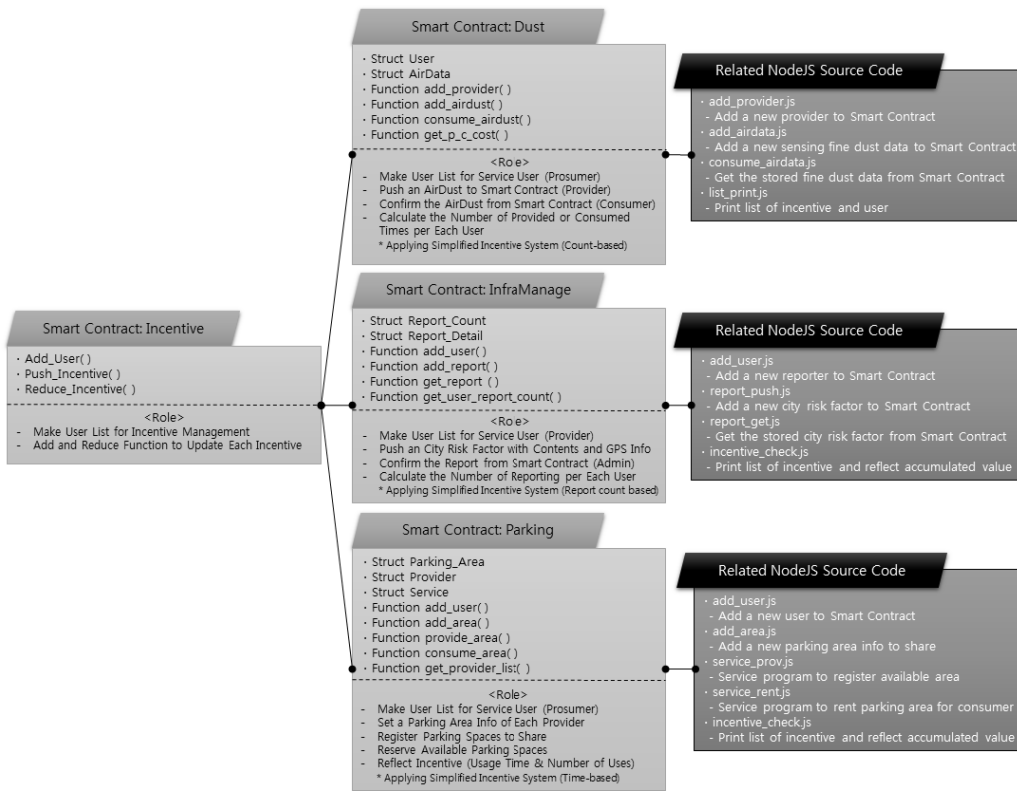 Smart Contract: Incentive
· Add_User( )
· Push_Incentive( )
· Reduce_Incentive( )
<Role>
- Make User List for Incentive Management
- Add and Reduce Function to Update Each Incentive
Smart Contract: Dust
· Struct User
· Struct AirData
· Function add_provider( )
· Function add_airdust( )
· Function consume_airdust( )
· Function get_p_c_cost( )
<Role>
- Make User List for Service User (Prosumer)
- Push an AirDust to Smart Contract (Provider)
- Confirm the AirDust from Smart Contract (Consumer)
- Calculate the Number of Provided or Consumed
Times per Each User
* Applying Simplified Incentive System (Count-based)
Related NodeJS Source Code
· add_provider.js
- Add a new provider to Smart Contract
· add_airdata.js
- Add a new sensing fine dust data to Smart Contract
· consume_airdata.js
- Get the stored fine dust data from Smart Contract
· list_print.js
- Print list of incentive and user
Smart Contract: InfraManage
· Struct Report_Count
· Struct Report_Detail
· Function add_user( )
· Function add_report( )
· Function get_report ( )
· Function get_user_report_count( )
<Role>
- Make User List for Service User (Provider)
- Push an City Risk Factor with Contents and GPS Info
- Confirm the Report from Smart Contract (Admin)
- Calculate the Number of Reporting per Each User
* Applying Simplified Incentive System (Report count based)
Related NodeJS Source Code
· add_user.js
- Add a new reporter to Smart Contract
· report_push.js
- Add a new city risk factor to Smart Contract
· report_get.js
- Get the stored city risk factor from Smart Contract
· incentive_check.js
- Print list of incentive and reflect accumulated value
Smart Contract: Parking
· Struct Parking_Area
· Struct Provider
· Struct Service
· Function add_user( )
· Function add_area( )
· Function provide_area( )
· Function consume_area( )
· Function get_provider_list( )
<Role>
- Make User List for Service User (Prosumer)
- Set a Parking Area Info of Each Provider
- Register Parking Spaces to Share
- Reserve Available Parking Spaces
- Reflect Incentive (Usage Time & Number of Uses)
* Applying Simplified Incentive System (Time-based)
Related NodeJS Source Code
· add_user.js
- Add a new user to Smart Contract
· add_area.js
- Add a new parking area info to share
· service_prov.js
- Service program to register available area
· service_rent.js
- Service program to rent parking area for consumer
· incentive_check.js
- Print list of incentive and reflect accumulated value